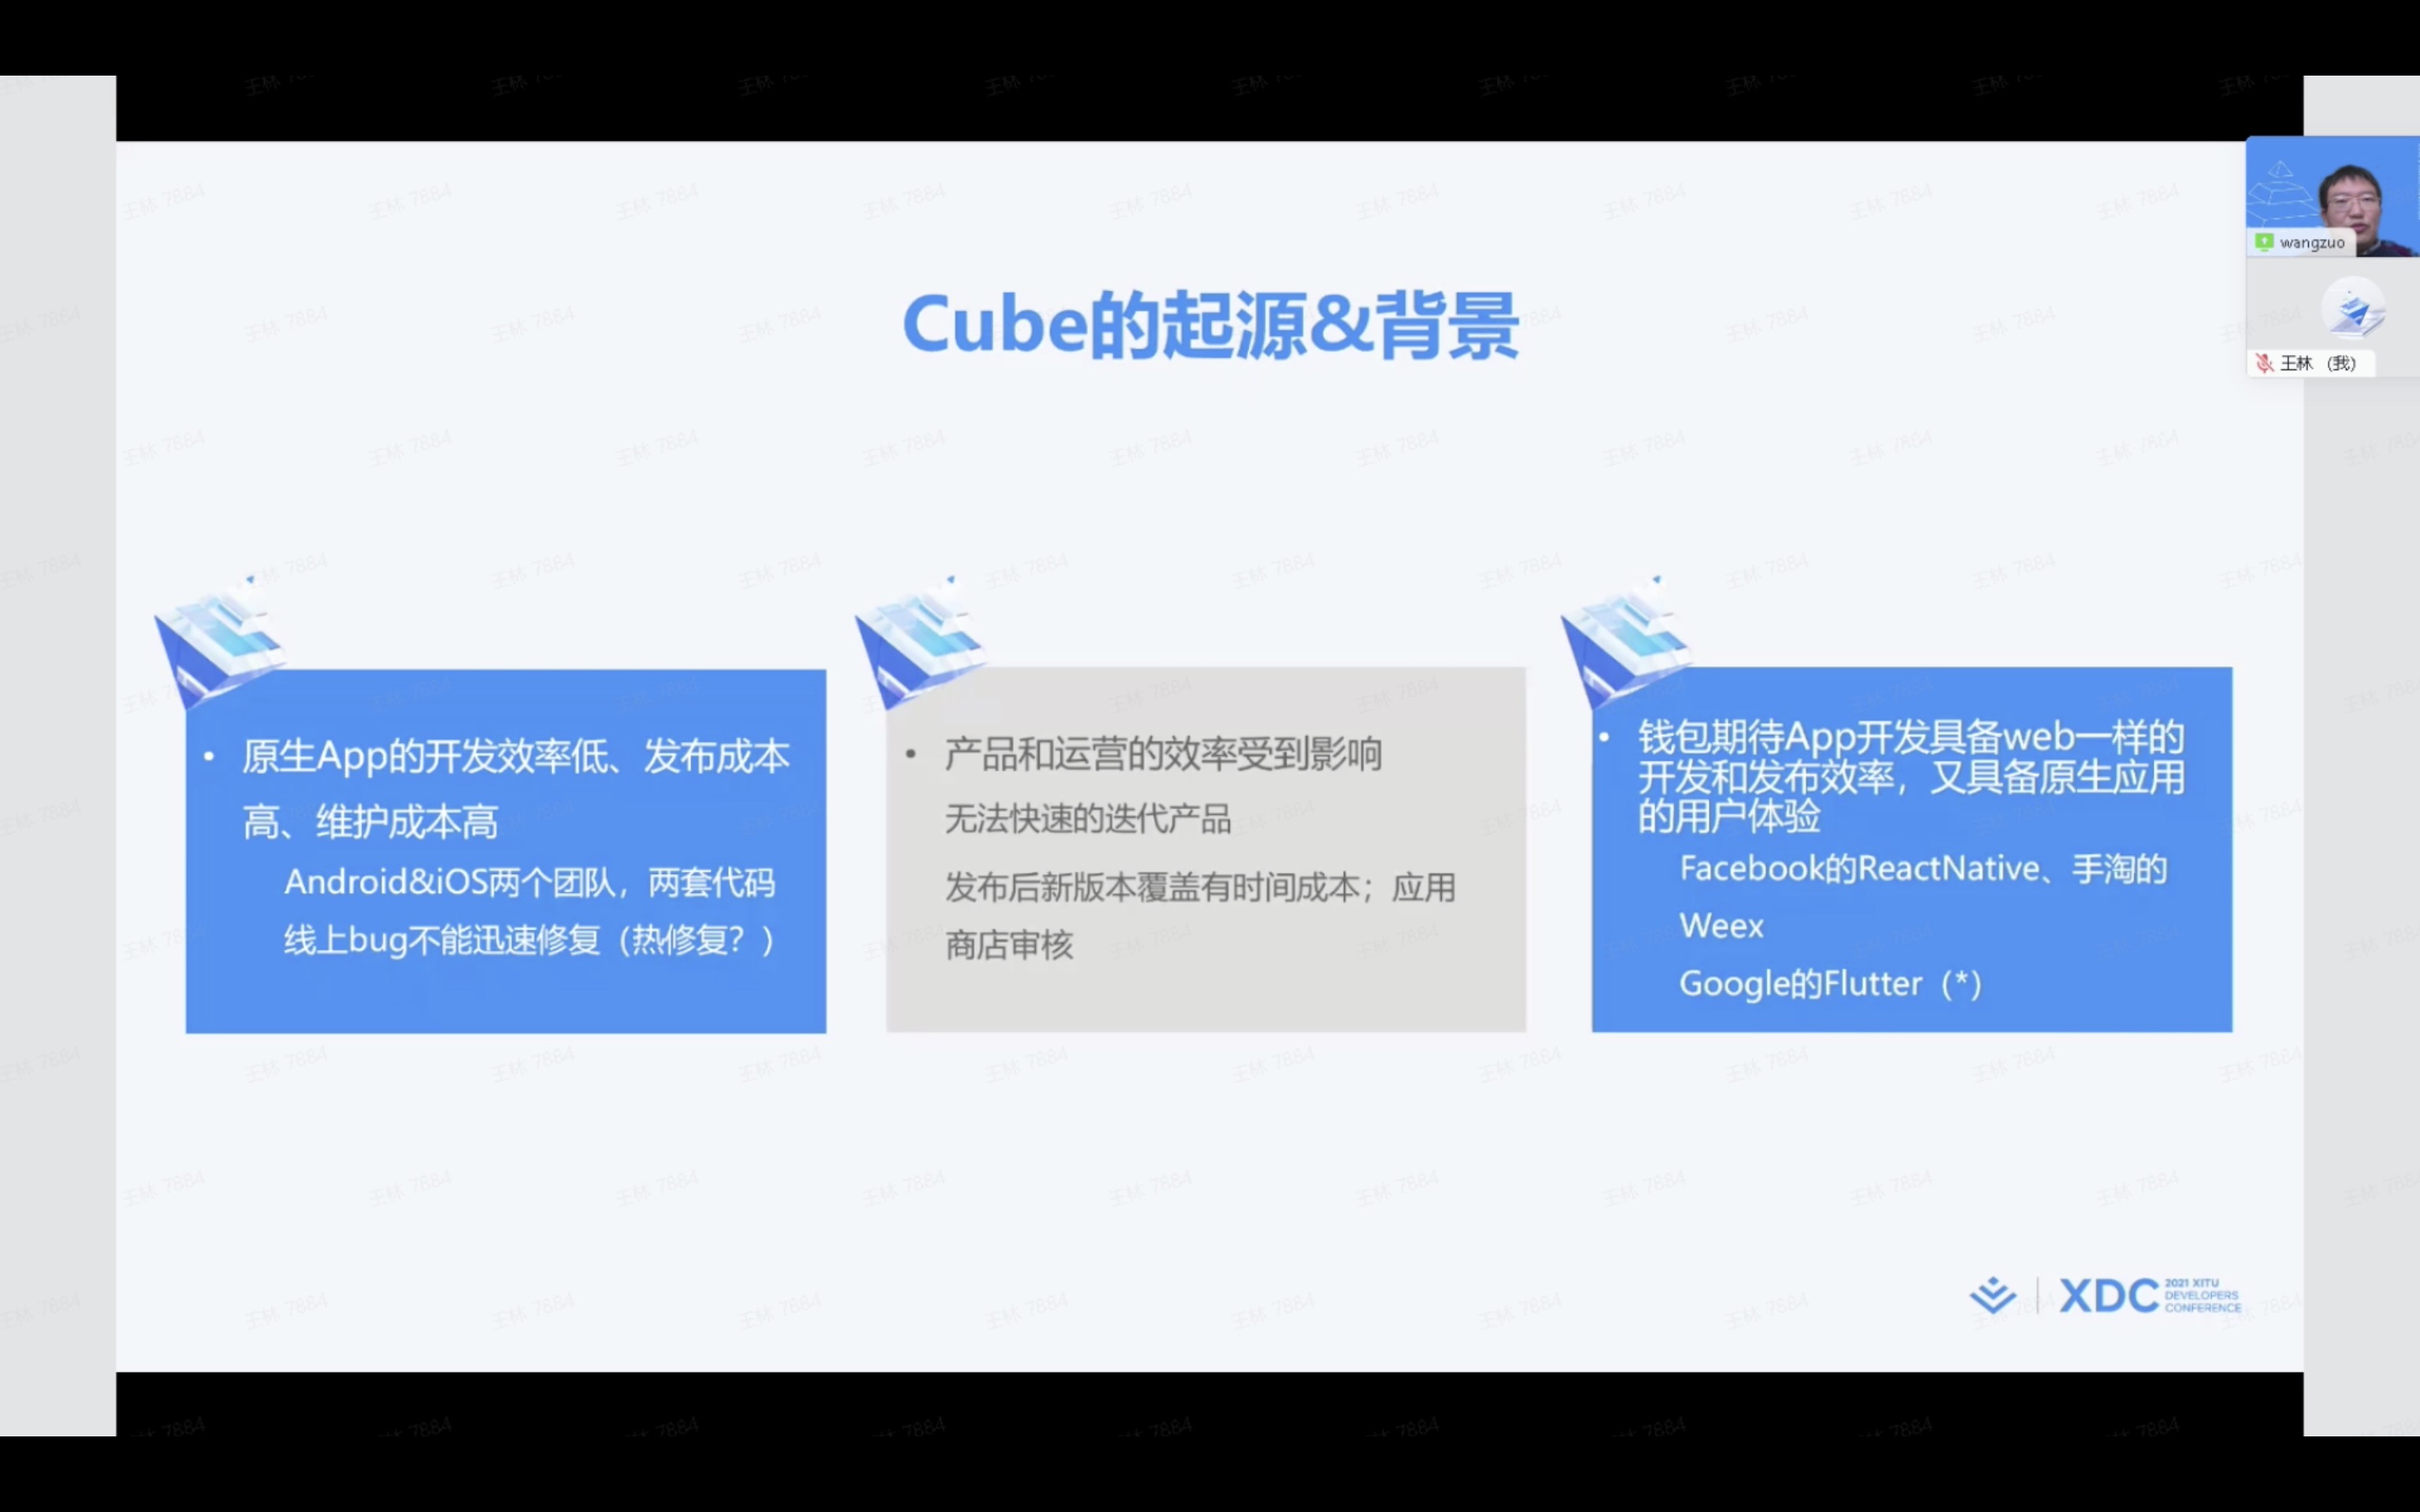 Cube的起源&背景
wangzuo
王林 （我）
• 原生App的开发效率低、发布成本
高、维护成本高
Android&iOS两个团队，两套代码
线上bug不能迅速修复（热修复？）
• 产品和运营的效率受到影响
无法快速的迭代产品
发布后新版本覆盖有时间成本；应用
商店审核
• 钱包期待App开发具备web一样的
开发和发布效率，又具备原生应用
的用户体验
Facebook的ReactNative、手淘的
Weex
Google的Flutter（*）
XDC
2021 XITU
DEVELOPERS
CONFERENCE
王林 7884